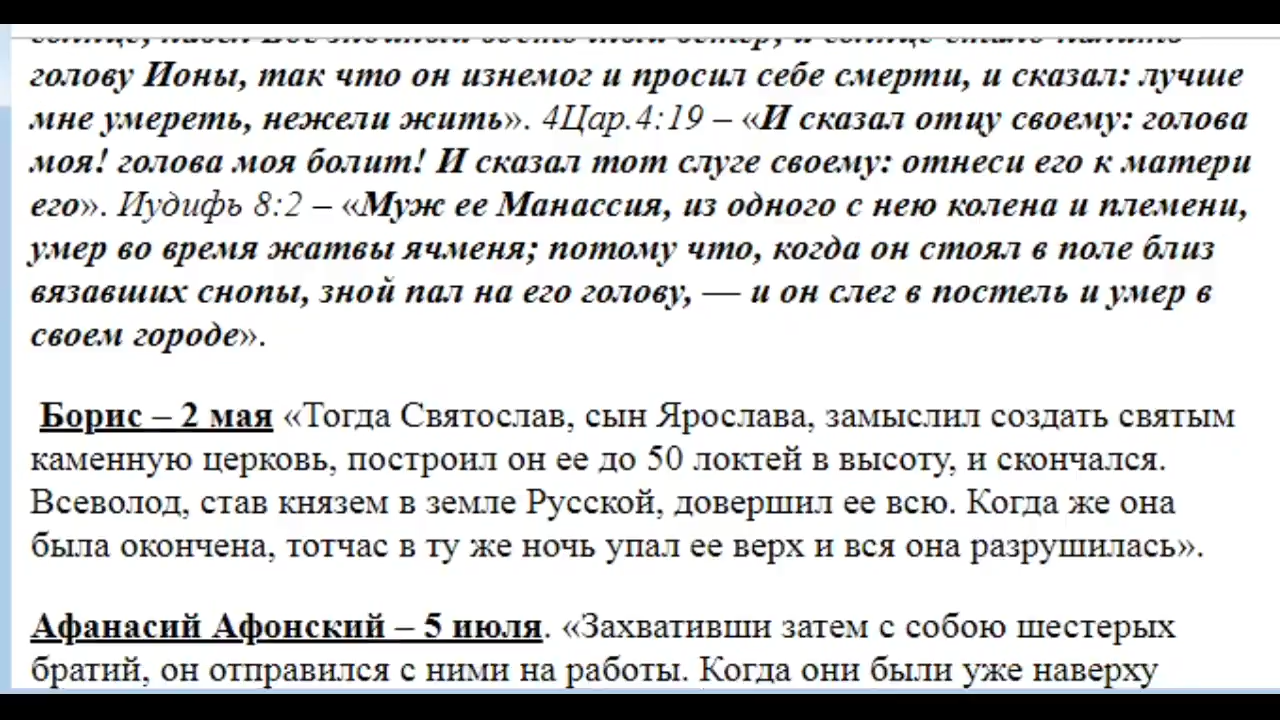 голову Ионы, так что он изнемог и просил себе смерти, и сказал: лучше
мне умереть, нежели жить». 4Цар.4:19 – «И сказал отцу своему: голова
моя! голова моя болит! И сказал тот слуге своему: отнеси его к матери
его». Иудифь 8:2 – «Муж ее Манассия, из одного с нею колена и племени,
умер во время жатвы ячменя; потому что, когда он стоял в поле близ
вязавших снопы, зной пал на его голову, — и он слег в постель и умер в
своем городе».
Борис – 2 мая «Тогда Святослав, сын Ярослава, замыслил создать святым
каменную церковь, построил он ее до 50 локтей в высоту, и скончался.
Всеволод, став князем в земле Русской, довершил ее всю. Когда же она
была окончена, тотчас в ту же ночь упал ее верх и вся она разрушилась».
Афанасий Афонский – 5 июля. «Захвативши затем с собою шестерых
братий, он отправился с ними на работы. Когда они были уже наверху